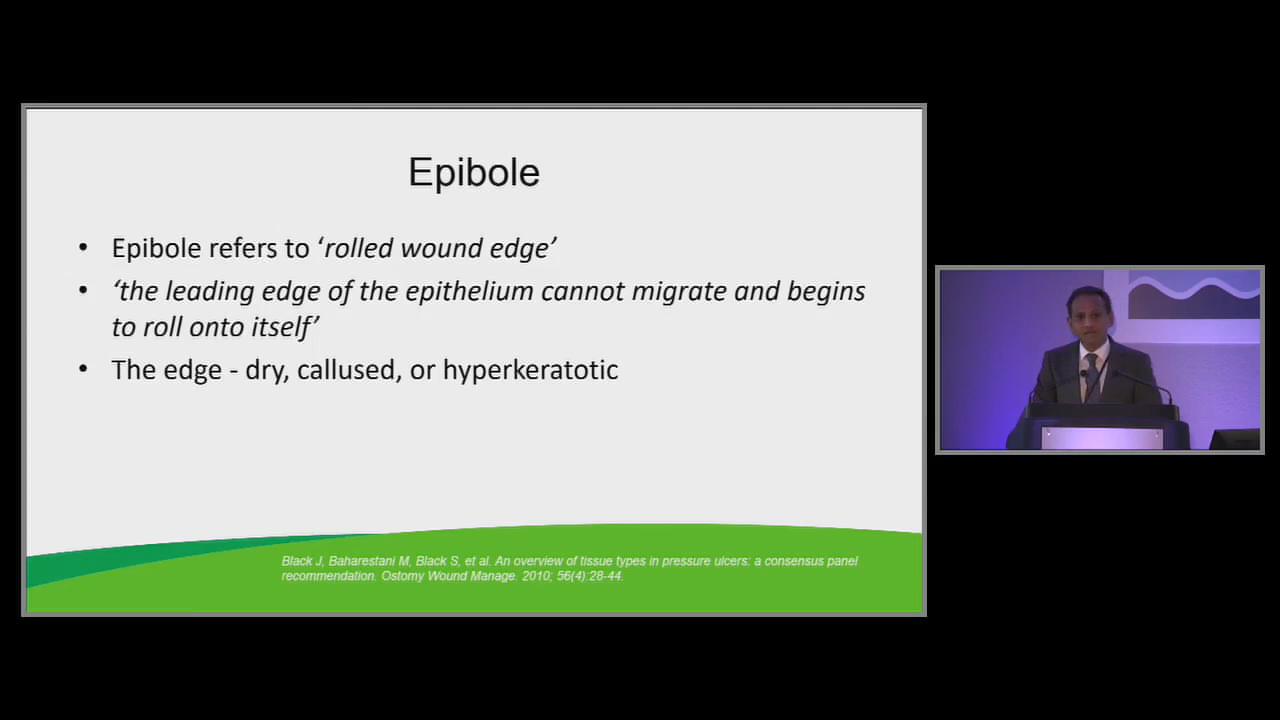 Epibole
• Epibole refers to ‘rolled wound edge’
• ‘the leading edge of the epithelium cannot migrate and begins
to roll onto itself’
• The edge - dry, callused, or hyperkeratotic
Black J, Baharestani M, Black S, et al. An overview of tissue types in pressure ulcers: a consensus panel
recommendation. Ostomy Wound Manage. 2010; 56(4):28-44.